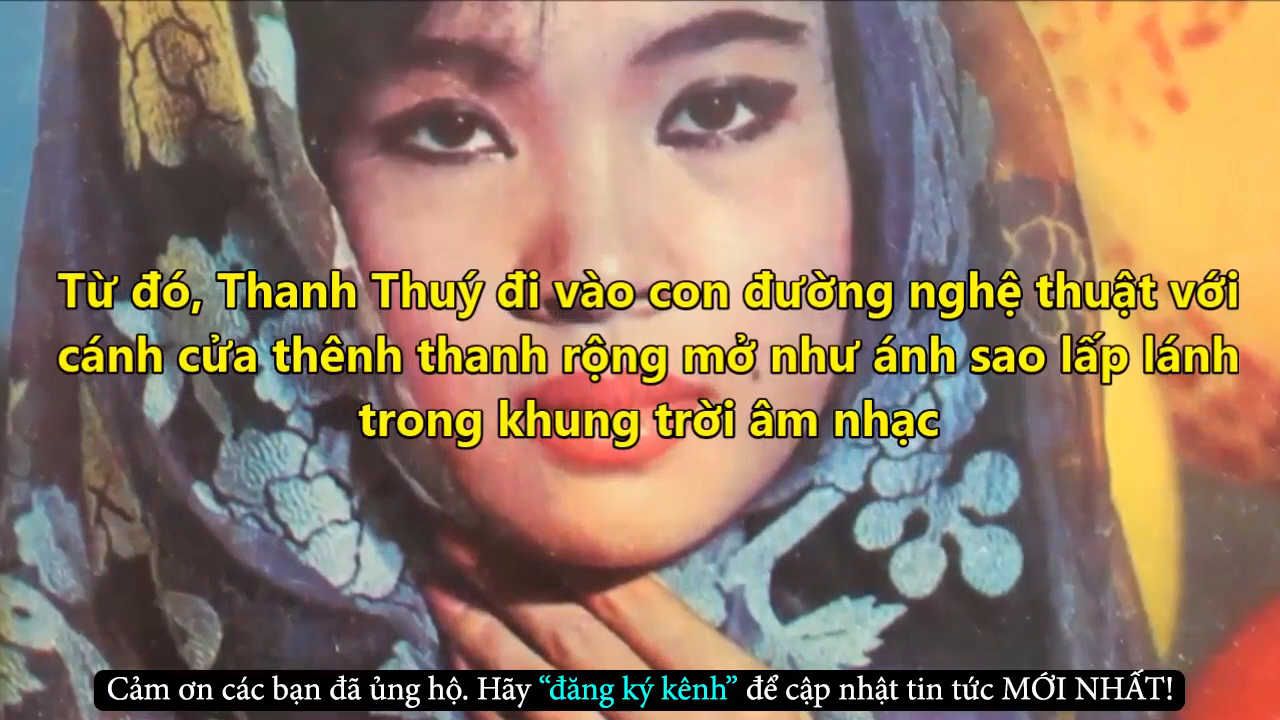 Từ đó, Thanh Thuý đi vào con đường nghệ thuật với
cánh cửa thênh thanh rộng mở như ánh sao lấp lánh
trong khung trời âm nhạc
Cảm ơn các bạn đã ủng hộ. Hãy “đăng ký kênh” để cập nhật tin tức MỚI NHẤT!